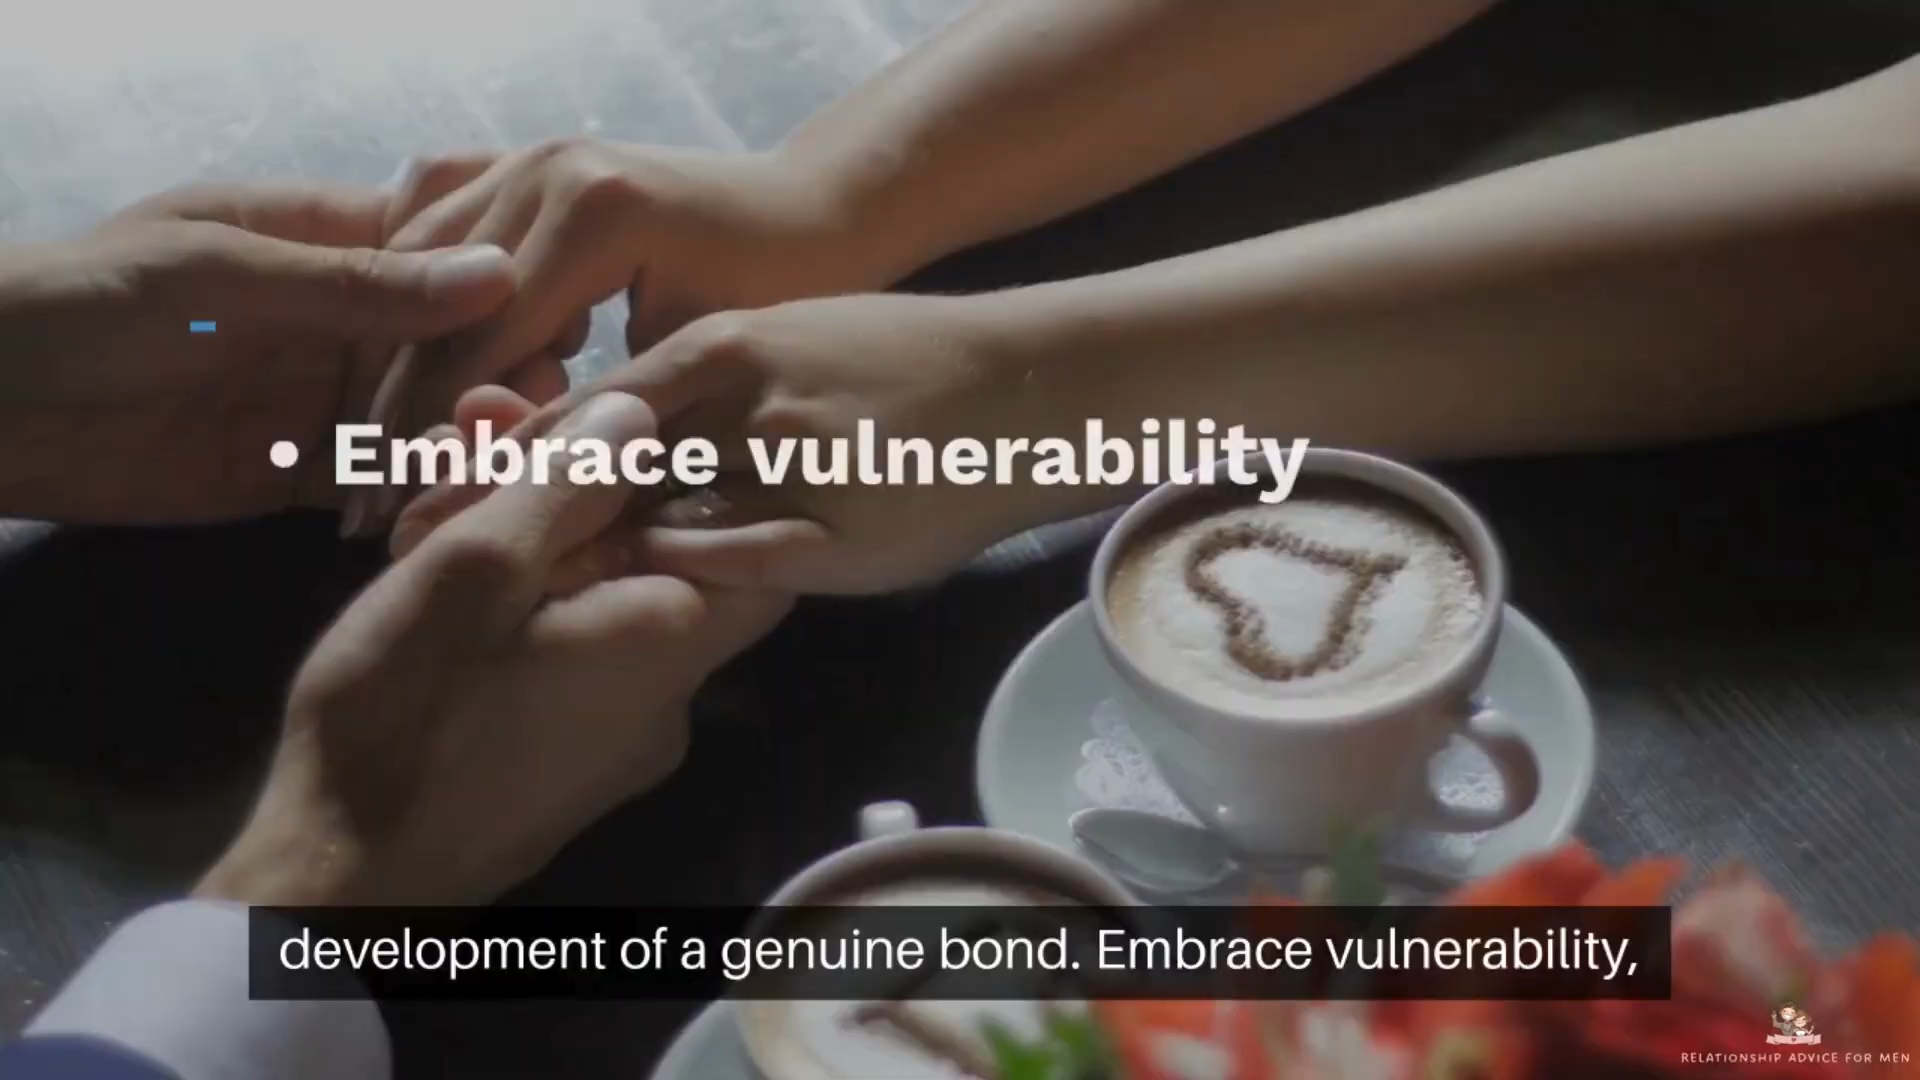 • Embrace vulnerability
development of a genuine bond. Embrace vulnerability,
RELATIONSHIP ADVICE FOR MEN